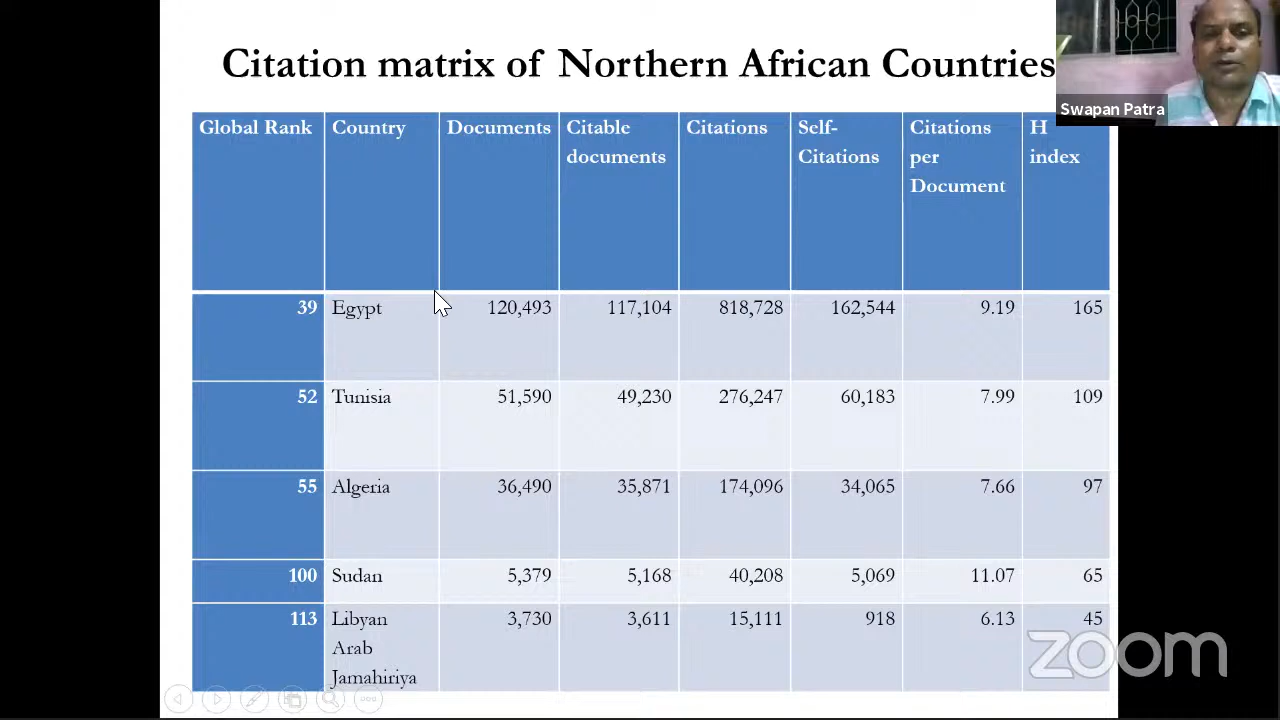 Citation matrix of Northern African Countries
Swapan Patra
Global Rank Country Documents Citable documents Citations Self-Citations Citations per Document H index
39 Egypt 120,493 117,104 818,728 162,544 9.19 165
52 Tunisia 51,590 49,230 276,247 60,183 7.99 109
55 Algeria 36,490 35,871 174,096 34,065 7.66 97
100 Sudan 5,379 5,168 40,208 5,069 11.07 65
113 Libyan Arab Jamahiriya 3,730 3,611 15,111 918 6.13 45
zoom